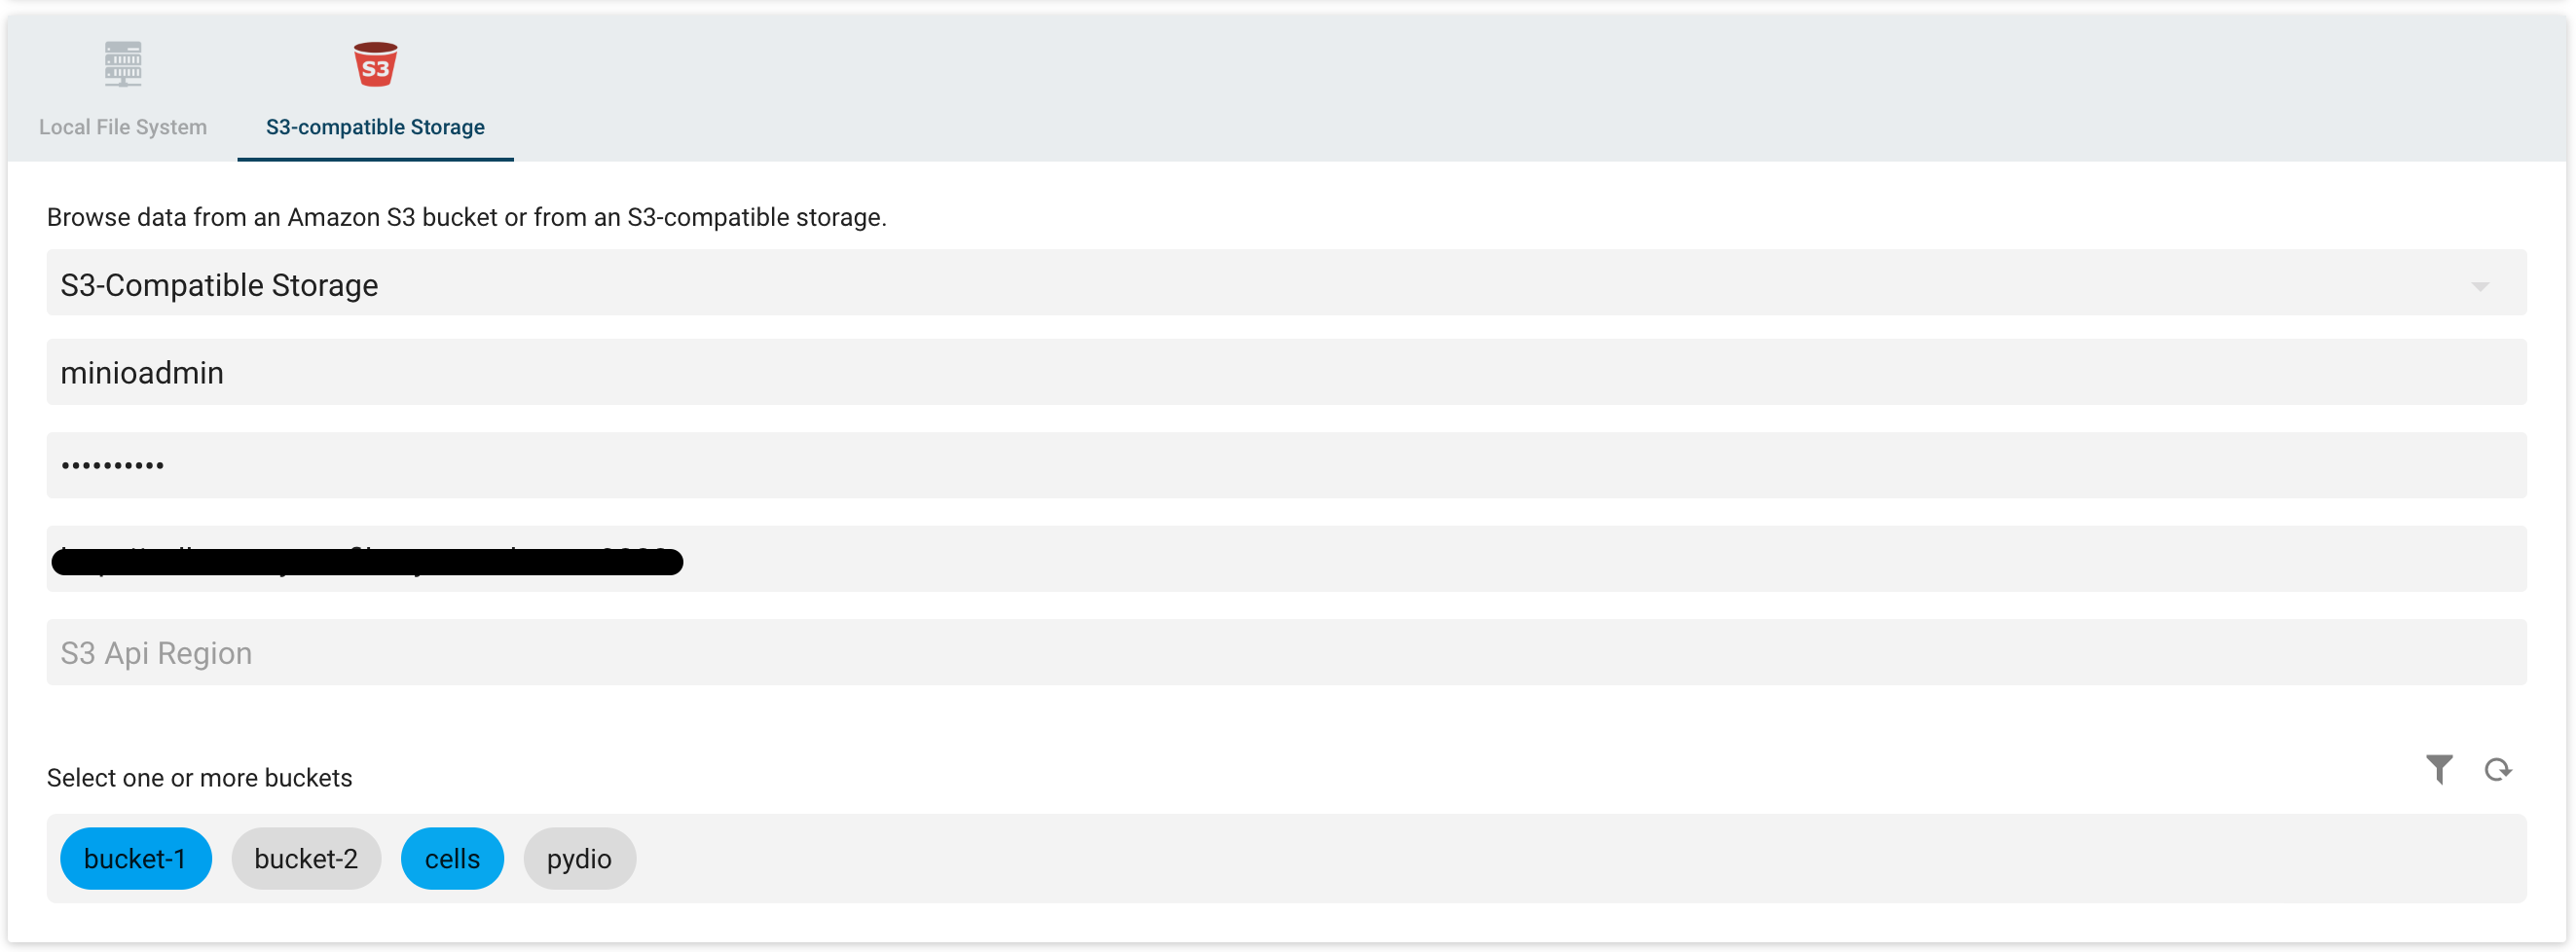 S3
Local File System
S3-compatible Storage
Browse data from an Amazon S3 bucket or from an S3-compatible storage.
S3-Compatible Storage
minioadmin
••••••••••
S3 Api Region
Select one or more buckets
bucket-1
bucket-2
cells
pydio